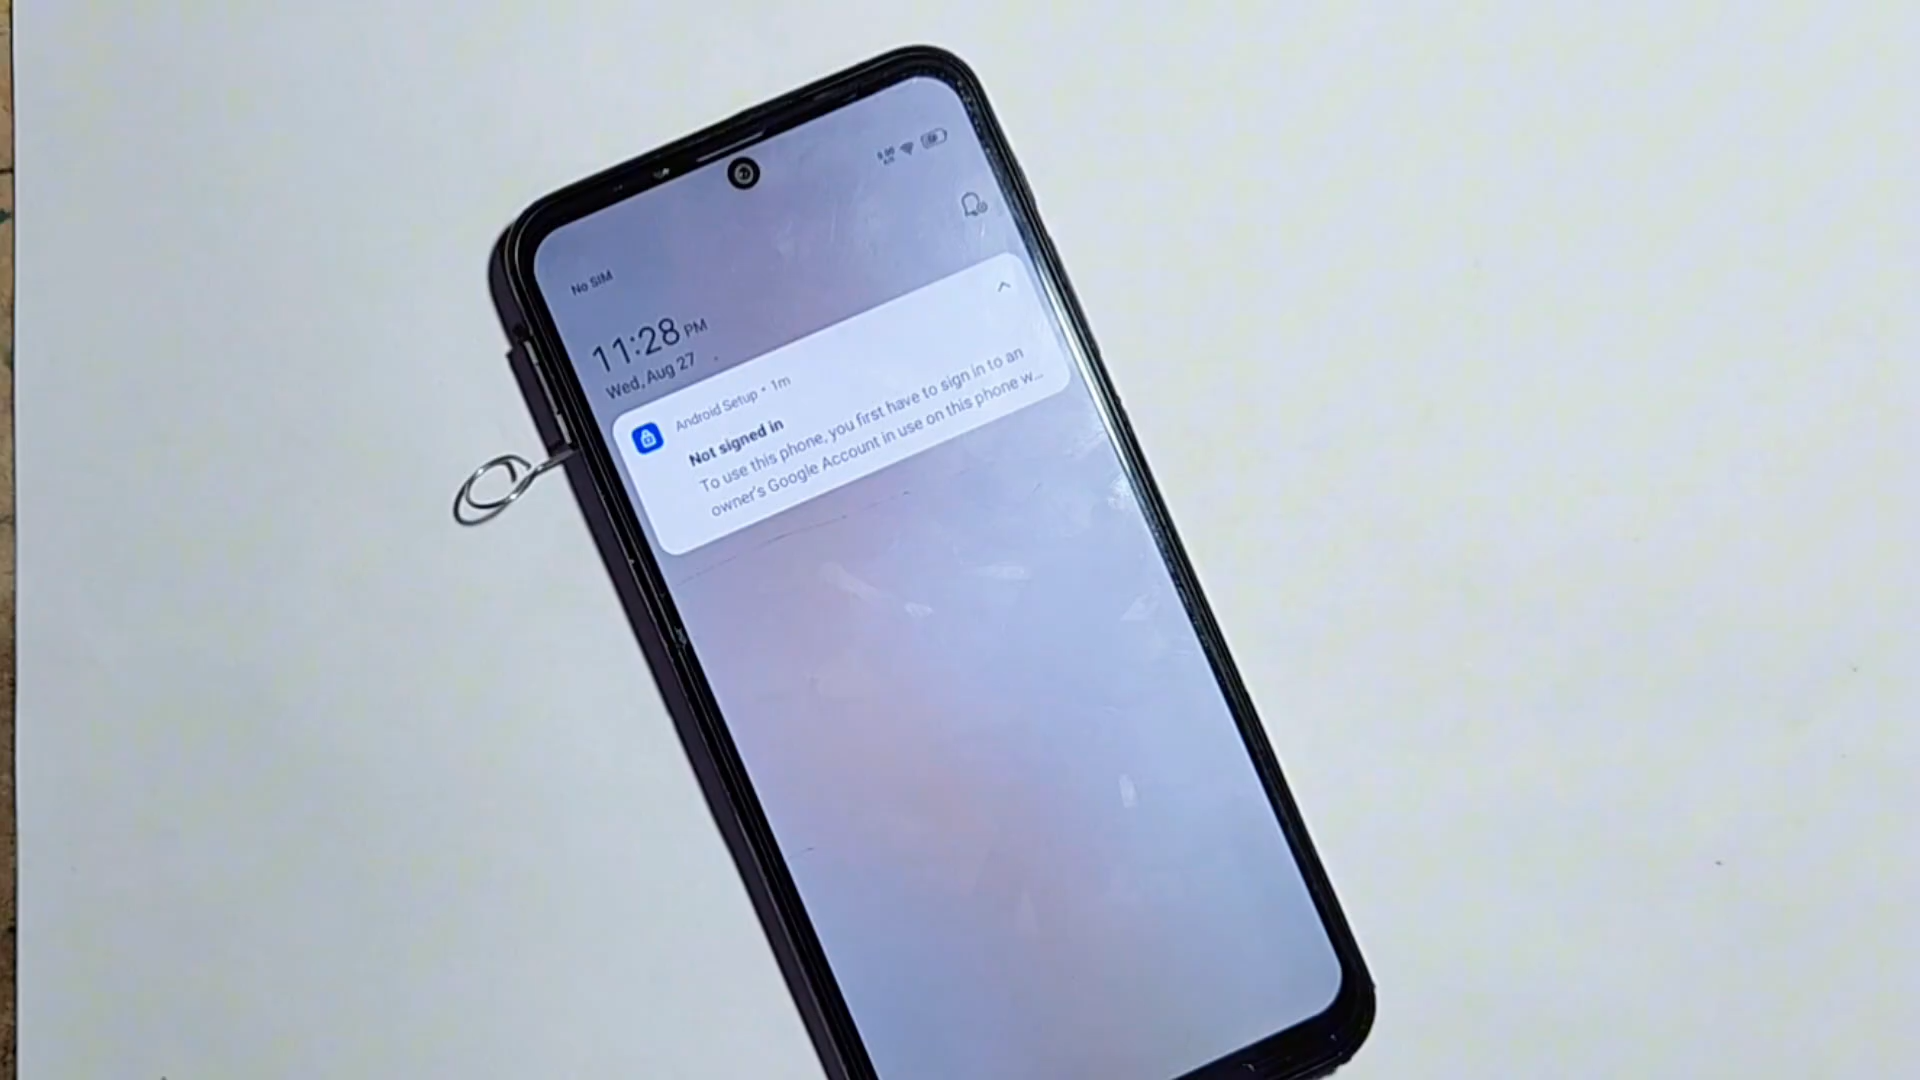 No SIM
11:28 PM
Wed, Aug 27
Android Setup • 1m
Not signed in
To use this phone, you first have to sign in to an
owner's Google Account in use on this phone w...